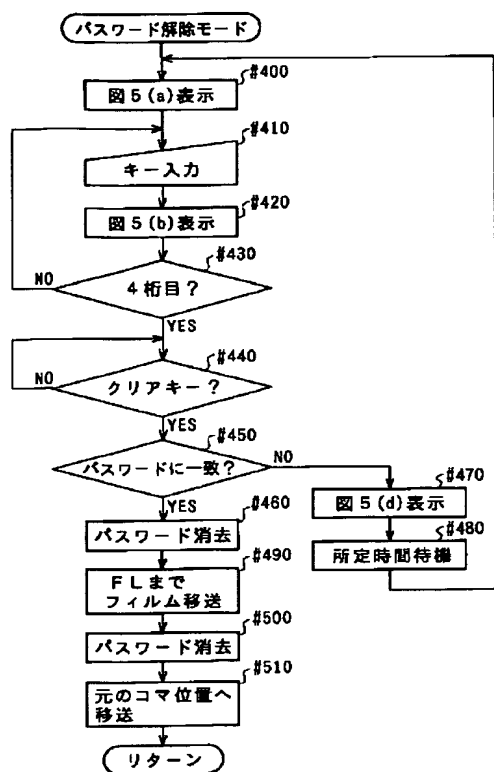 パスワード解除モード
#400
図5(a)表示
#410
キー入力
#420
図5(b)表示
#430
4桁目?
NO
YES
#440
クリアキー?
NO
YES
#450
パスワードに一致?
NO
YES
#470
図5(d)表示
#480
所定時間待機
#460
パスワード消去
#490
FLまで
フィルム移送
#500
パスワード消去
#510
元のコマ位置へ
移送
リターン